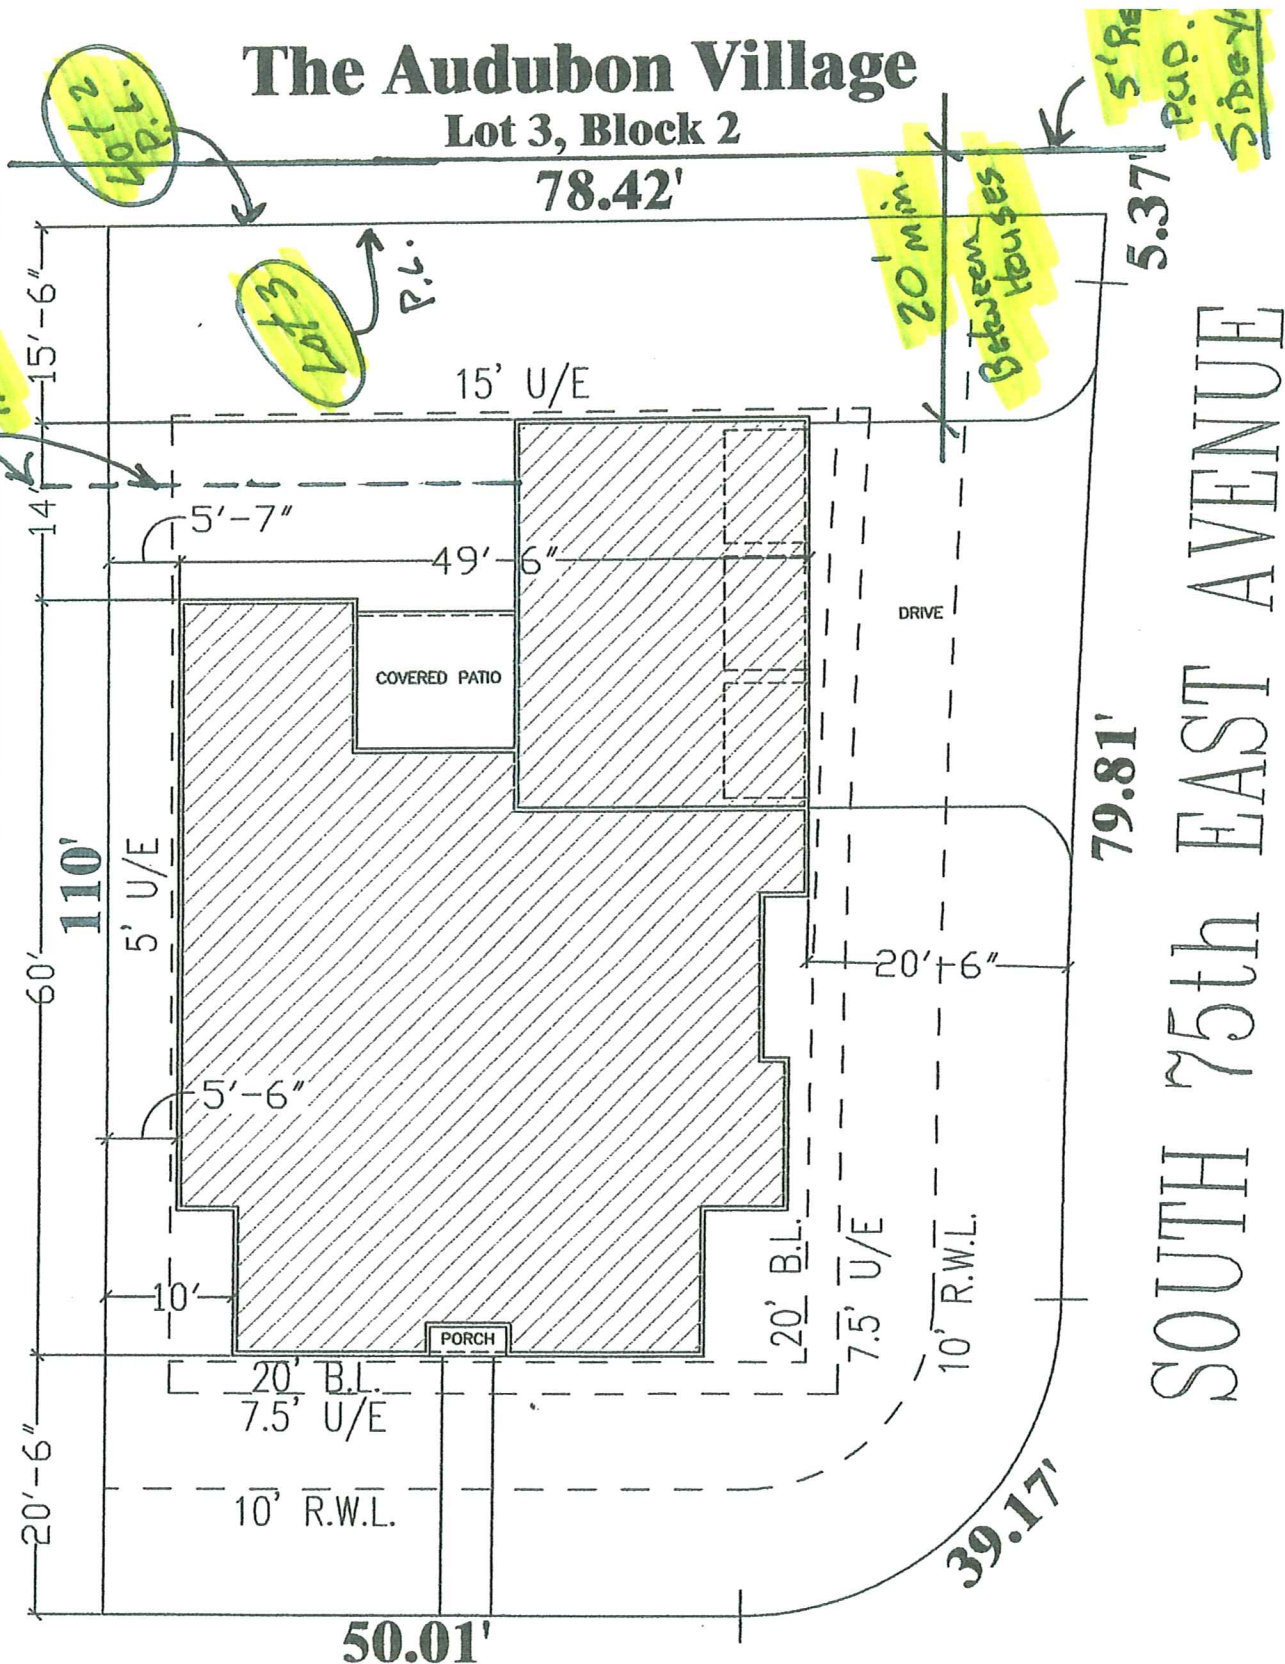 The Audubon Village
Lot 3, Block 2
78.42'
Lot 2
P.L.
5'
P.U.D.
20' min.
Between
Houses
5.37'
Lot 3
P.L.
15'-6"
15' U/E
14'
5'-7"
49'-6"
DRIVE
COVERED PATIO
110'
5' U/E
60'
79.81'
SOUTH 75th EAST AVENUE
20'-6"
5'-6"
10'
PORCH
20' B.L.
7.5' U/E
10' R.W.L.
20' B.L.
7.5' U/E
10' R.W.L.
20'-6"
39.17'
50.01'